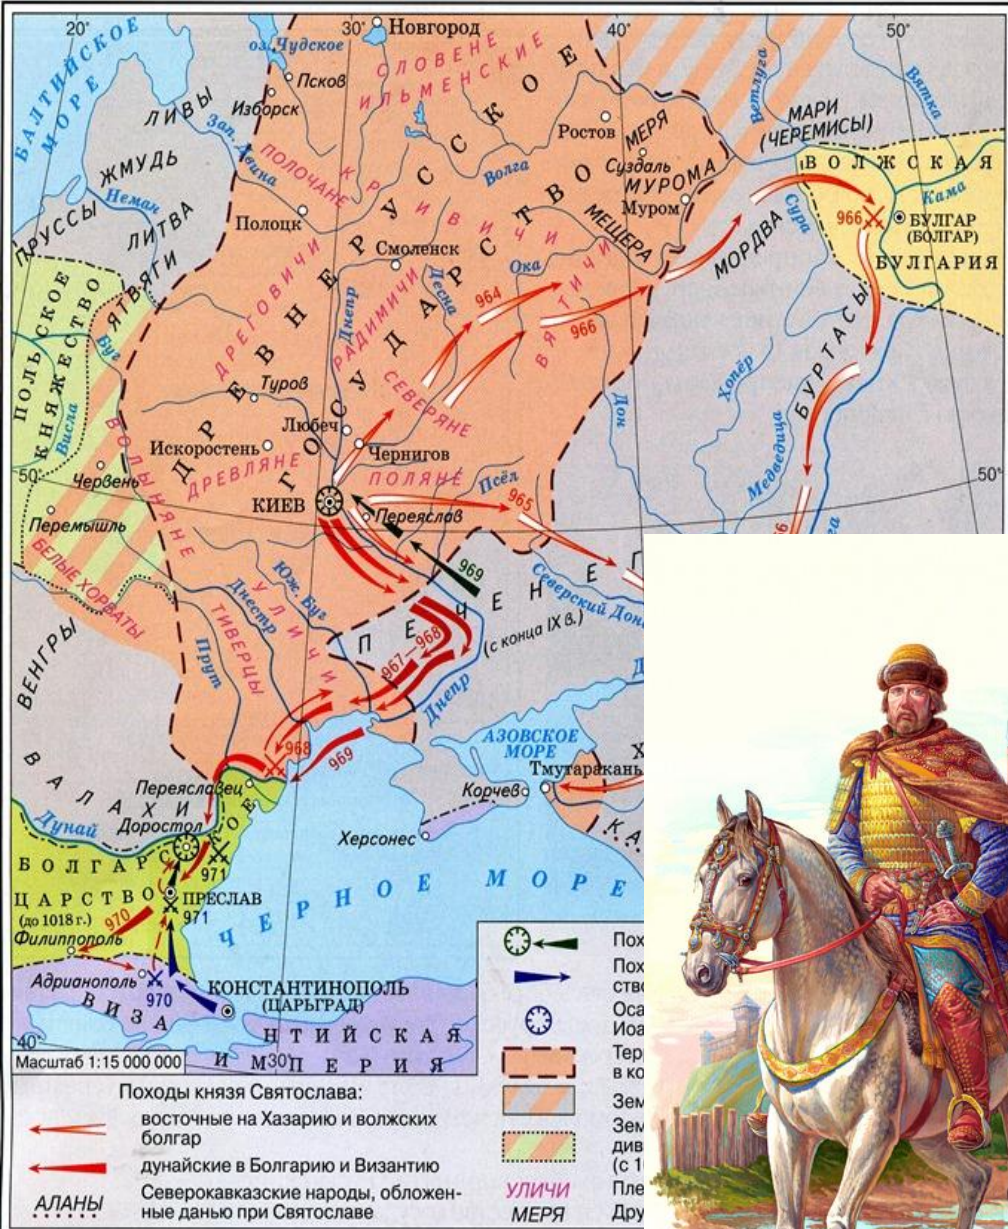 20°
30°
40°
50°
БАЛТИЙСКОЕ МОРЕ
оз. Чудское
Новгород
Псков
Изборск
СЛОВЕНЕ
ИЛЬМЕНСКИЕ
ЛИВЫ
Зап. Двина
ЖМУДЬ
Неман
ПРУССЫ
ЛИТВА
ЯТВЯГИ
ПОЛОЧАНЕ
КРИВИЧИ
Полоцк
Смоленск
Волга
Ростов
МЕРЯ
Суздаль
МУРОМА
Муром
МЕЩЕРА
Ветлуга
Вятка
МАРИ
(ЧЕРЕМИСЫ)
ВОЛЖСКАЯ
Кама
966
БУЛГАР
(БОЛГАР)
БУЛГАРИЯ
Сура
МОРДВА
БУРТАСЫ
Хопёр
Медведица
Дон
Ока
ВЯТИЧИ
964
966
Десна
Днепр
РАДИМИЧИ
ДРЕГОВИЧИ
СЕВЕРЯНЕ
ДРЕВНЕРУССКОЕ
ГОСУДАРСТВО
ПОЛЬСКОЕ
КНЯЖЕСТВО
Буг
Висла
Туров
Любеч
Искоростень
Чернигов
ДРЕВЛЯНЕ
ПОЛЯНЕ
Псёл
ВОЛЫНЯНЕ
50°
50°
Червень
Перемышль
БЕЛЫЕ ХОРВАТЫ
КИЕВ
Переяслав
965
969
Северский
(с конца IX в.)
967—968
Юж. Буг
Днестр
УЛИЧИ
ТИВЕРЦЫ
Прут
Днепр
ВЕНГРЫ
ВАЛАХИ
968
969
АЗОВСКОЕ
МОРЕ
Тмутаракань
Корчев
Херсонес
Переяславец
Дунай
Доростол
БОЛГАРСКОЕ
ЦАРСТВО
(до 1018 г.)
971
ПРЕСЛАВ
971
970
Филиппополь
Адрианополь
970
ЧЕРНОЕ МОРЕ
КОНСТАНТИНОПОЛЬ
(ЦАРЬГРАД)
ВИЗАНТИЙСКАЯ
ИМПЕРИЯ
40°
30°
Масштаб 1:15 000 000
Походы князя Святослава:
восточные на Хазарию и волжских
болгар
дунайские в Болгарию и Византию
АЛАНЫ
Северокавказские народы, обложен-
ные данью при Святославе
УЛИЧИ
МЕРЯ